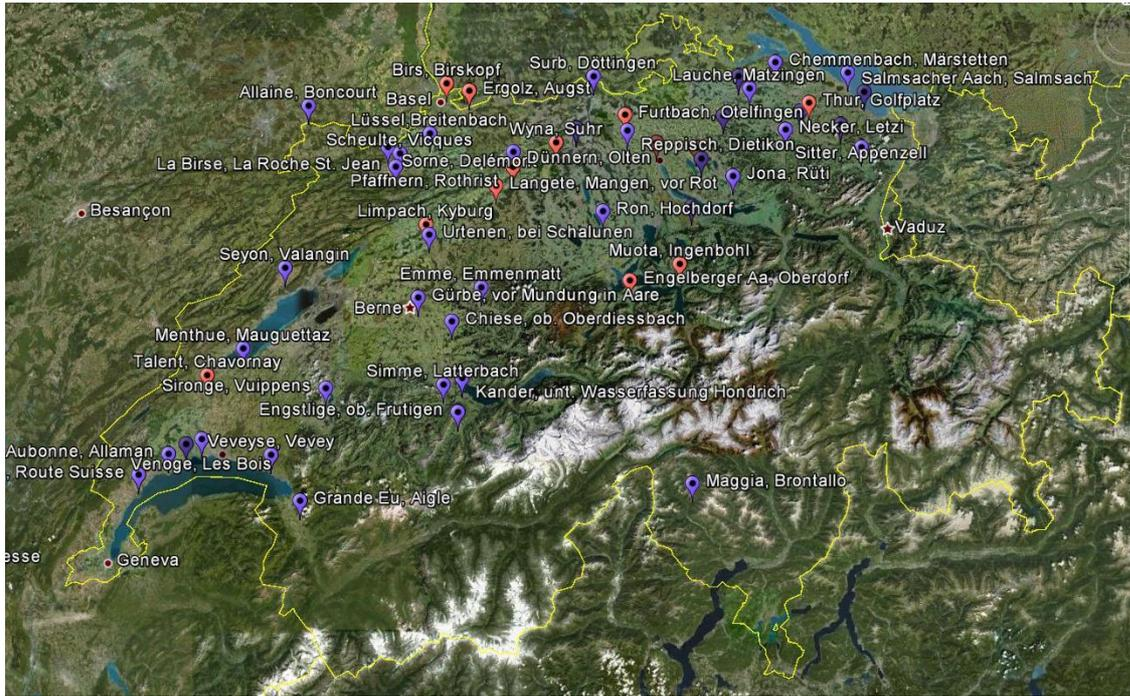 Chemmenbach, Märstetten
Surb, Döttingen
Birs, Birskopf
Lauche, Matzingen
Salmsacher Aach, Salmsach
Ergolz, Augst
Allaine, Boncourt
Basel
Thur, Golfplatz
Furtbach, Otelfingen
Lüssel, Breitenbach
Wyna, Suhr
Necker, Letzi
Scheulte, Vicques
Reppisch, Dietikon
Sitter, Appenzell
La Birse, La Roche St. Jean
Sorne, Delémont
Dünnern, Olten
Jona, Rüti
Pfaffnern, Rothrist
Langete, Mangen, vor Rot
Besançon
Limpach, Kyburg
Ron, Hochdorf
Vaduz
Urtenen, bei Schalunen
Seyon, Valangin
Muota, Ingenbohl
Emme, Emmenmatt
Engelberger Aa, Oberdorf
Gürbe, vor Mündung in Aare
Berne
Chiese, ob. Oberdiessbach
Menthue, Mauguettaz
Talent, Chavornay
Simme, Latterbach
Sironge, Vuippens
Kander, unt. Wasserfassung Hondrich
Engstlige, ob. Frutigen
Veveyse, Vevey
Aubonne, Allaman
Venoge, Les Bois
, Route Suisse
Maggia, Brontallo
Grande Eu, Aigle
esse
Geneva